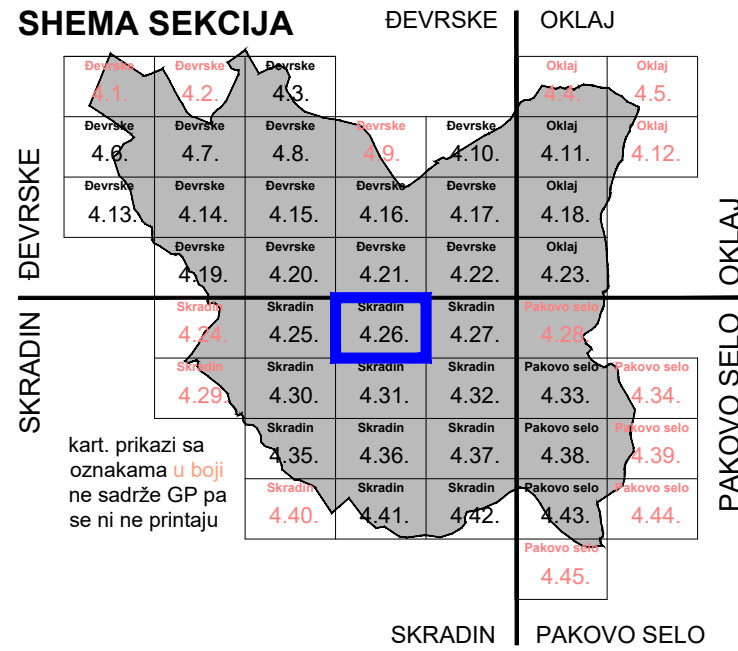 SHEMA SEKCIJA
ĐEVRSKE OKLAJ
Đevrske Đevrske Đevrske Oklaj Oklaj
4.1. 4.2. 4.3. 4.4. 4.5.
Đevrske Đevrske Đevrske Đevrske Đevrske Oklaj Oklaj
4.6. 4.7. 4.8. 4.9. 4.10. 4.11. 4.12.
Đevrske Đevrske Đevrske Đevrske Đevrske Oklaj
4.13. 4.14. 4.15. 4.16. 4.17. 4.18.
Đevrske Đevrske Đevrske Đevrske Oklaj
4.19. 4.20. 4.21. 4.22. 4.23.
ĐEVRSKE
OKLAJ
Skradin Skradin Skradin Skradin Pakovo selo
4.24. 4.25. 4.26. 4.27. 4.28.
Skradin Skradin Skradin Skradin Pakovo selo Pakovo selo
4.29. 4.30. 4.31. 4.32. 4.33. 4.34.
Skradin Skradin Skradin Pakovo selo Pakovo selo
4.35. 4.36. 4.37. 4.38. 4.39.
Skradin Skradin Skradin Pakovo selo Pakovo selo
4.40. 4.41. 4.42. 4.43. 4.44.
Pakovo selo
4.45.
SKRADIN
PAKOVO SELO
kart. prikazi sa
oznakama u boji
ne sadrže GP pa
se ni ne printaju
SKRADIN PAKOVO SELO